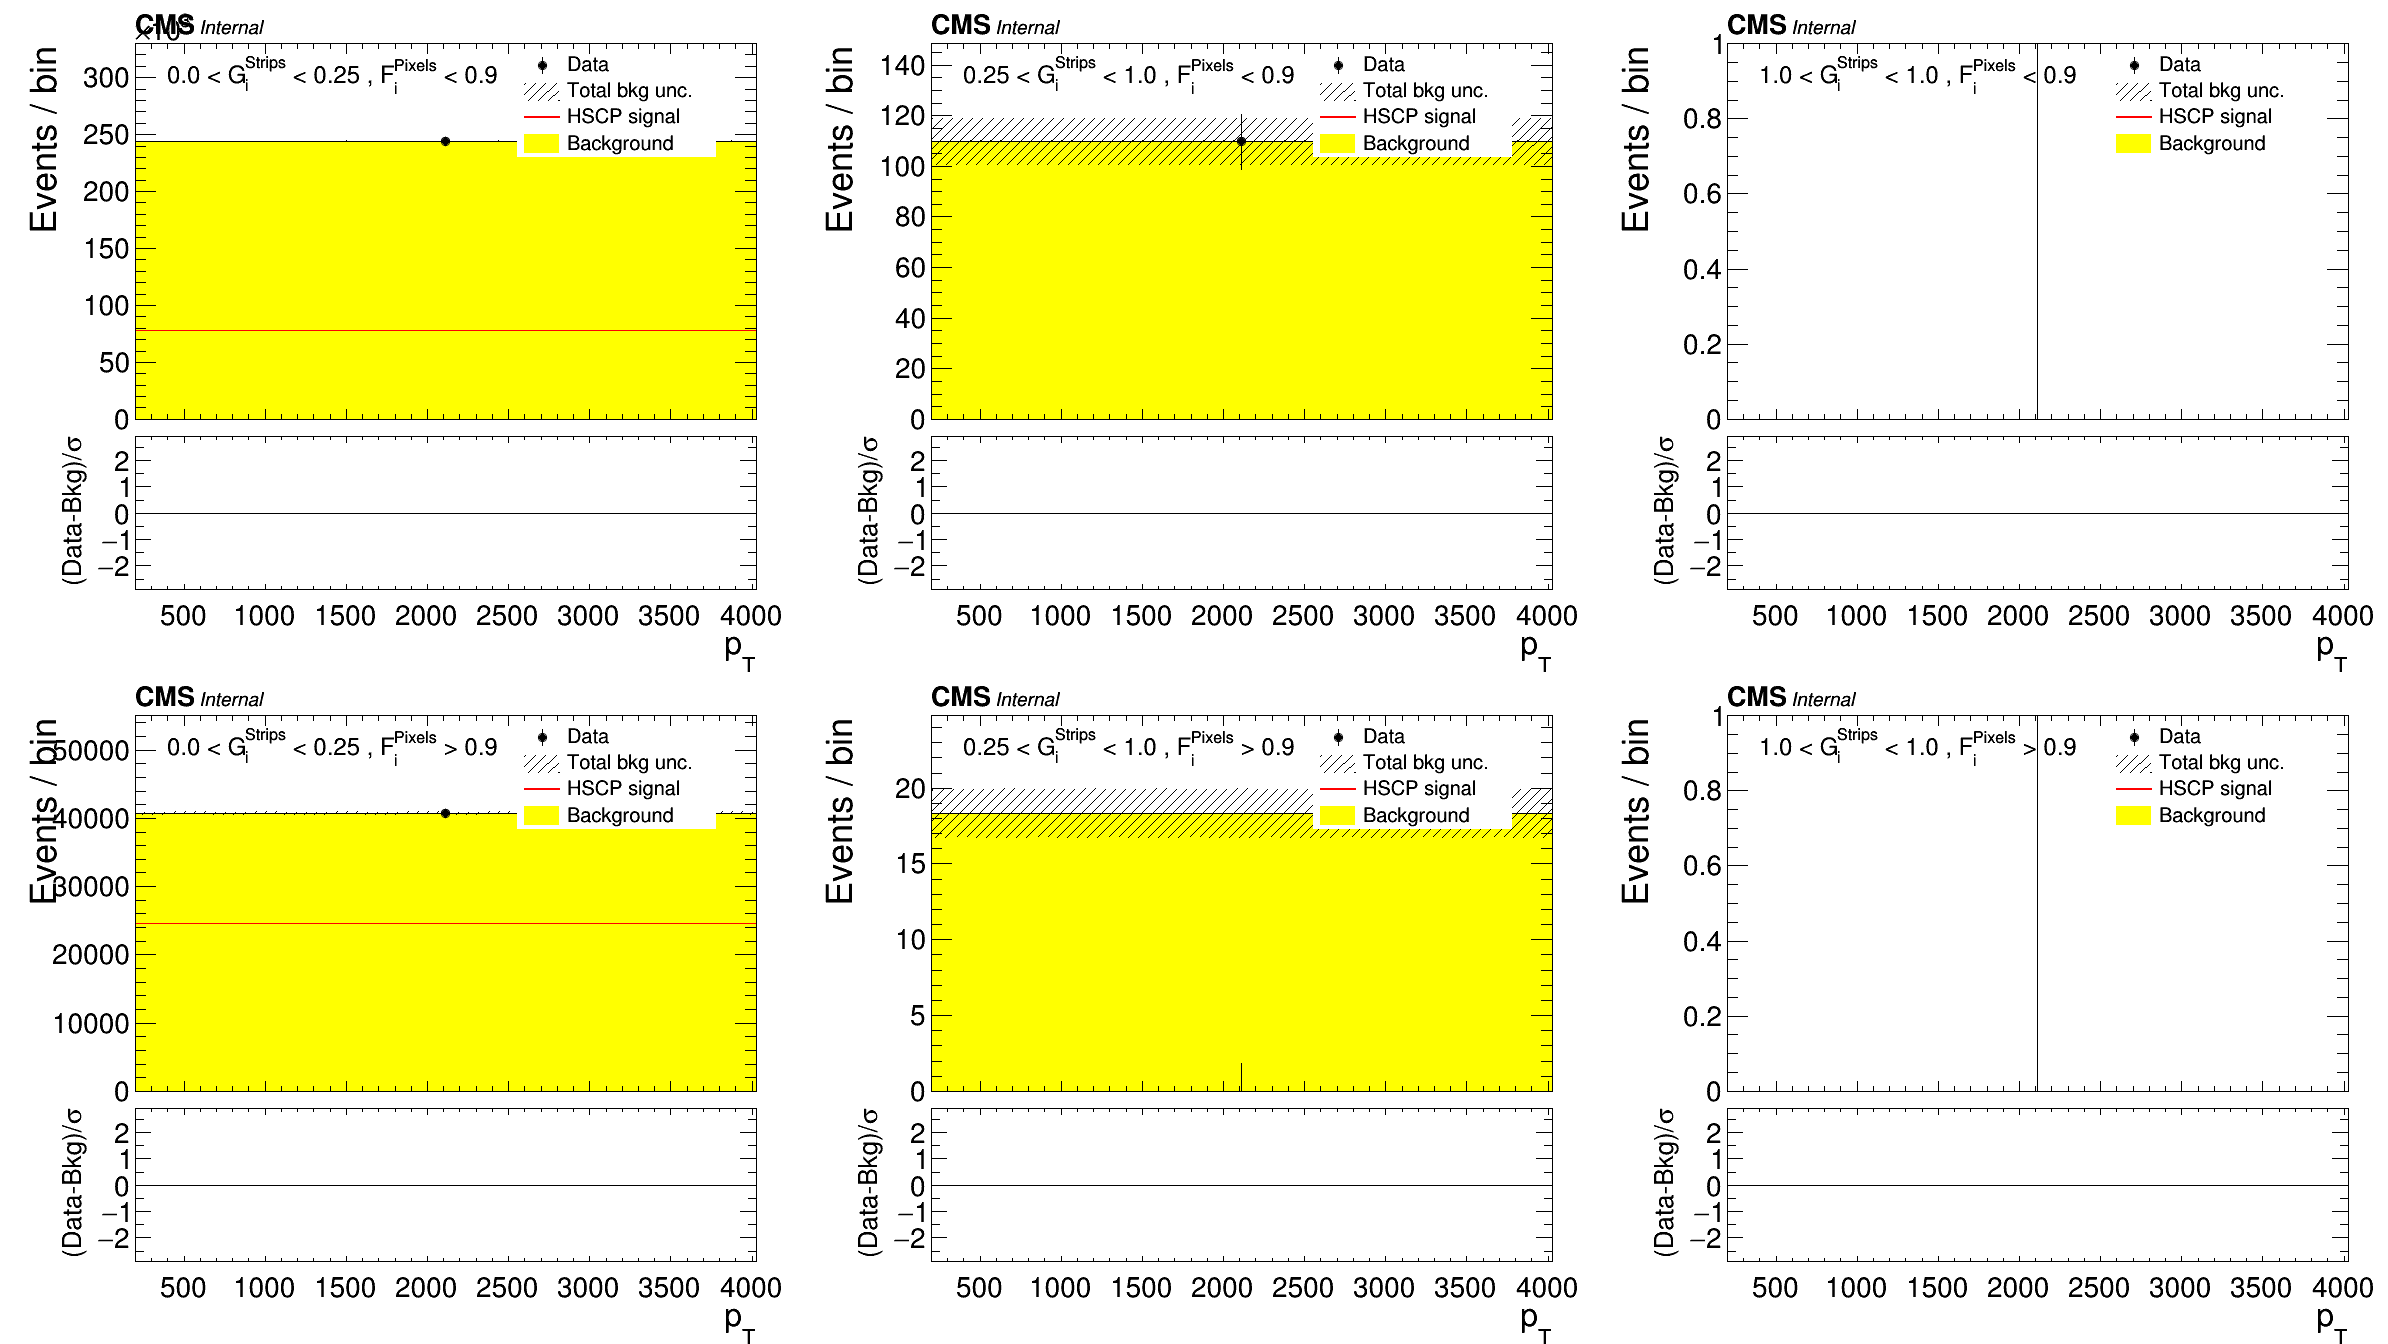 CMS Internal
×10³
Events / bin
0.0 < G_i^Strips < 0.25 , F_i^Pixels < 0.9
Data
Total bkg unc.
HSCP signal
Background
300
250
200
150
100
50
0
(Data-Bkg)/σ
2
1
0
−1
−2
500 1000 1500 2000 2500 3000 3500 4000
p_T
CMS Internal
Events / bin
0.25 < G_i^Strips < 1.0 , F_i^Pixels < 0.9
Data
Total bkg unc.
HSCP signal
Background
140
120
100
80
60
40
20
0
(Data-Bkg)/σ
2
1
0
−1
−2
500 1000 1500 2000 2500 3000 3500 4000
p_T
CMS Internal
Events / bin
1.0 < G_i^Strips < 1.0 , F_i^Pixels < 0.9
Data
Total bkg unc.
HSCP signal
Background
1
0.8
0.6
0.4
0.2
0
(Data-Bkg)/σ
2
1
0
−1
−2
500 1000 1500 2000 2500 3000 3500 4000
p_T
CMS Internal
Events / bin
0.0 < G_i^Strips < 0.25 , F_i^Pixels > 0.9
Data
Total bkg unc.
HSCP signal
Background
50000
40000
30000
20000
10000
0
(Data-Bkg)/σ
2
1
0
−1
−2
500 1000 1500 2000 2500 3000 3500 4000
p_T
CMS Internal
Events / bin
0.25 < G_i^Strips < 1.0 , F_i^Pixels > 0.9
Data
Total bkg unc.
HSCP signal
Background
20
15
10
5
0
(Data-Bkg)/σ
2
1
0
−1
−2
500 1000 1500 2000 2500 3000 3500 4000
p_T
CMS Internal
Events / bin
1.0 < G_i^Strips < 1.0 , F_i^Pixels > 0.9
Data
Total bkg unc.
HSCP signal
Background
1
0.8
0.6
0.4
0.2
0
(Data-Bkg)/σ
2
1
0
−1
−2
500 1000 1500 2000 2500 3000 3500 4000
p_T